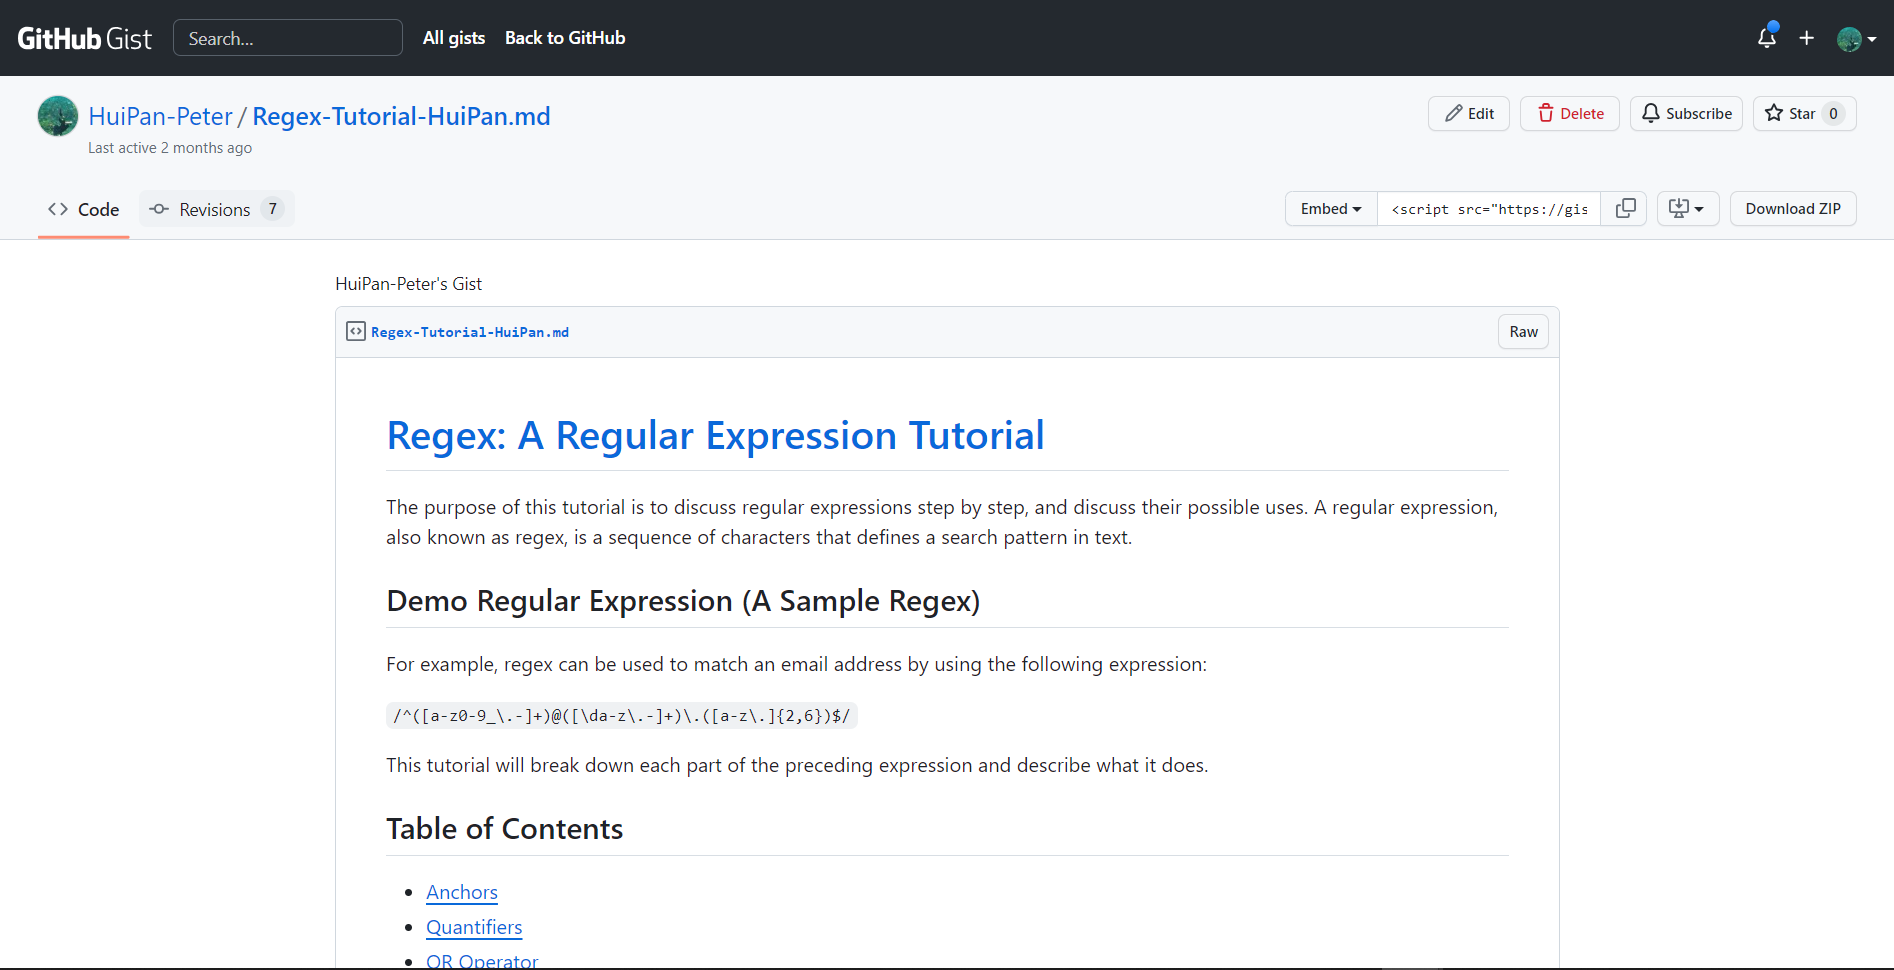 GitHub Gist Search... All gists Back to GitHub
HuiPan-Peter / Regex-Tutorial-HuiPan.md
Last active 2 months ago
Edit Delete Subscribe Star 0
Code Revisions 7
Embed <script src="https://gis Download ZIP
HuiPan-Peter's Gist
Regex-Tutorial-HuiPan.md Raw
Regex: A Regular Expression Tutorial
The purpose of this tutorial is to discuss regular expressions step by step, and discuss their possible uses. A regular expression,
also known as regex, is a sequence of characters that defines a search pattern in text.
Demo Regular Expression (A Sample Regex)
For example, regex can be used to match an email address by using the following expression:
/^([a-z0-9_\.-]+)@([\da-z\.-]+)\.([a-z\.]{2,6})$/
This tutorial will break down each part of the preceding expression and describe what it does.
Table of Contents
Anchors
Quantifiers
OR Operator